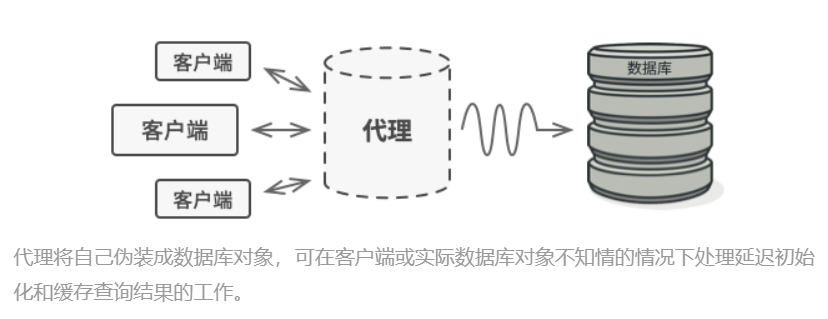 客户端
客户端
客户端
代理
数据库
代理将自己伪装成数据库对象，可在客户端或实际数据库对象不知情的情况下处理延迟初始
化和缓存查询结果的工作。